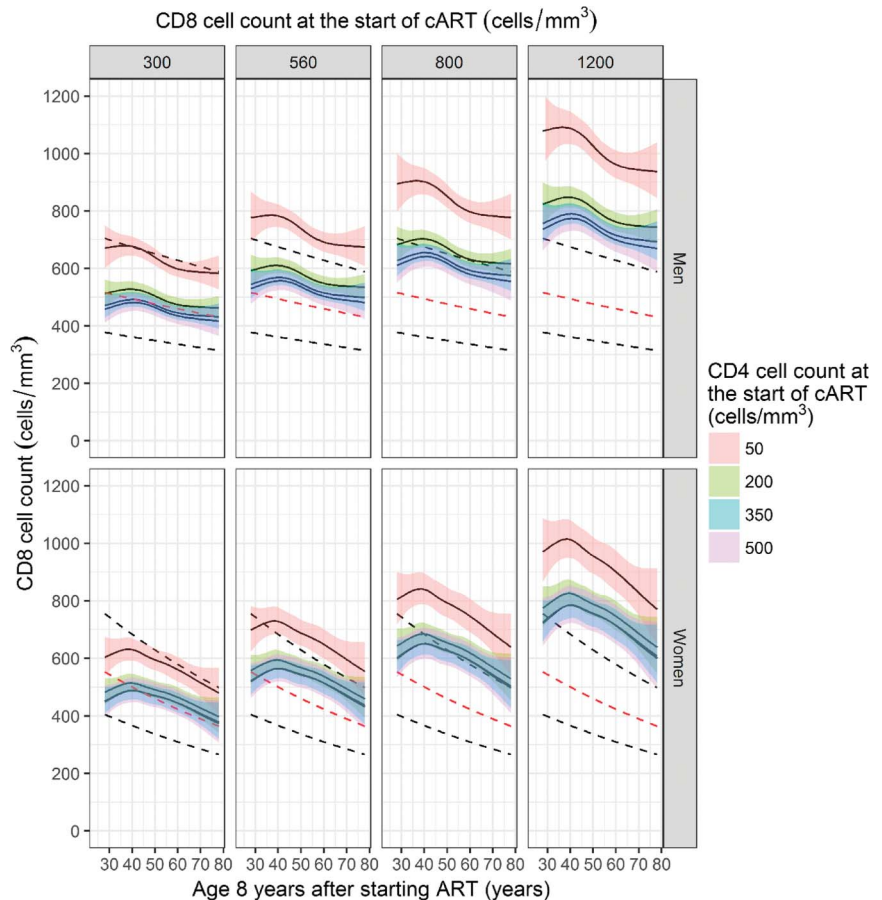 CD8 cell count at the start of cART (cells/mm³)
300 560 800 1200
1200
1000
800
600
400
200
0
Men
1200
1000
800
600
400
200
0
Women
CD8 cell count (cells/mm³)
30 40 50 60 70 80 30 40 50 60 70 80 30 40 50 60 70 80 30 40 50 60 70 80
Age 8 years after starting ART (years)
CD4 cell count at
the start of cART
(cells/mm³)
50
200
350
500